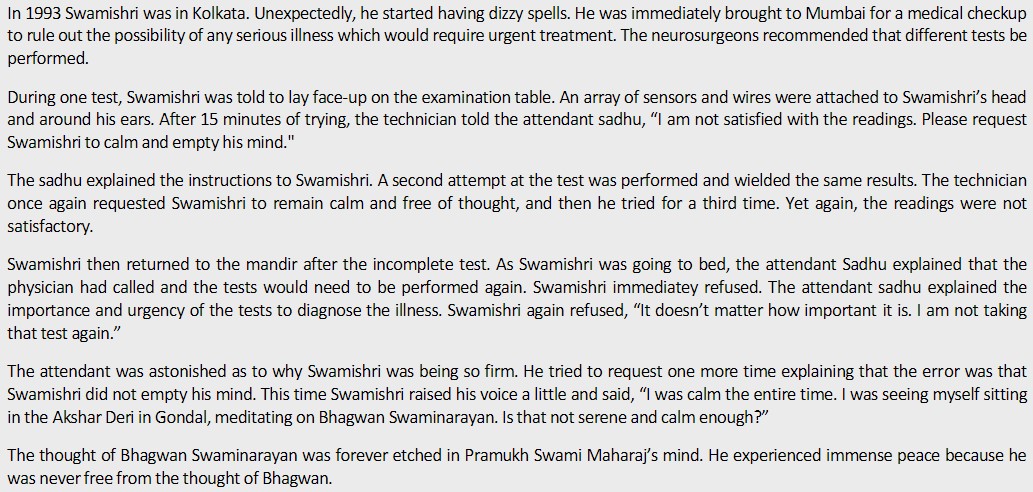 In 1993 Swamishri was in Kolkata. Unexpectedly, he started having dizzy spells. He was immediately brought to Mumbai for a medical checkup
to rule out the possibility of any serious illness which would require urgent treatment. The neurosurgeons recommended that different tests be
performed.
During one test, Swamishri was told to lay face-up on the examination table. An array of sensors and wires were attached to Swamishri’s head
and around his ears. After 15 minutes of trying, the technician told the attendant sadhu, “I am not satisfied with the readings. Please request
Swamishri to calm and empty his mind."
The sadhu explained the instructions to Swamishri. A second attempt at the test was performed and wielded the same results. The technician
once again requested Swamishri to remain calm and free of thought, and then he tried for a third time. Yet again, the readings were not
satisfactory.
Swamishri then returned to the mandir after the incomplete test. As Swamishri was going to bed, the attendant Sadhu explained that the
physician had called and the tests would need to be performed again. Swamishri immediatey refused. The attendant sadhu explained the
importance and urgency of the tests to diagnose the illness. Swamishri again refused, “It doesn’t matter how important it is. I am not taking
that test again.”
The attendant was astonished as to why Swamishri was being so firm. He tried to request one more time explaining that the error was that
Swamishri did not empty his mind. This time Swamishri raised his voice a little and said, “I was calm the entire time. I was seeing myself sitting
in the Akshar Deri in Gondal, meditating on Bhagwan Swaminarayan. Is that not serene and calm enough?”
The thought of Bhagwan Swaminarayan was forever etched in Pramukh Swami Maharaj’s mind. He experienced immense peace because he
was never free from the thought of Bhagwan.